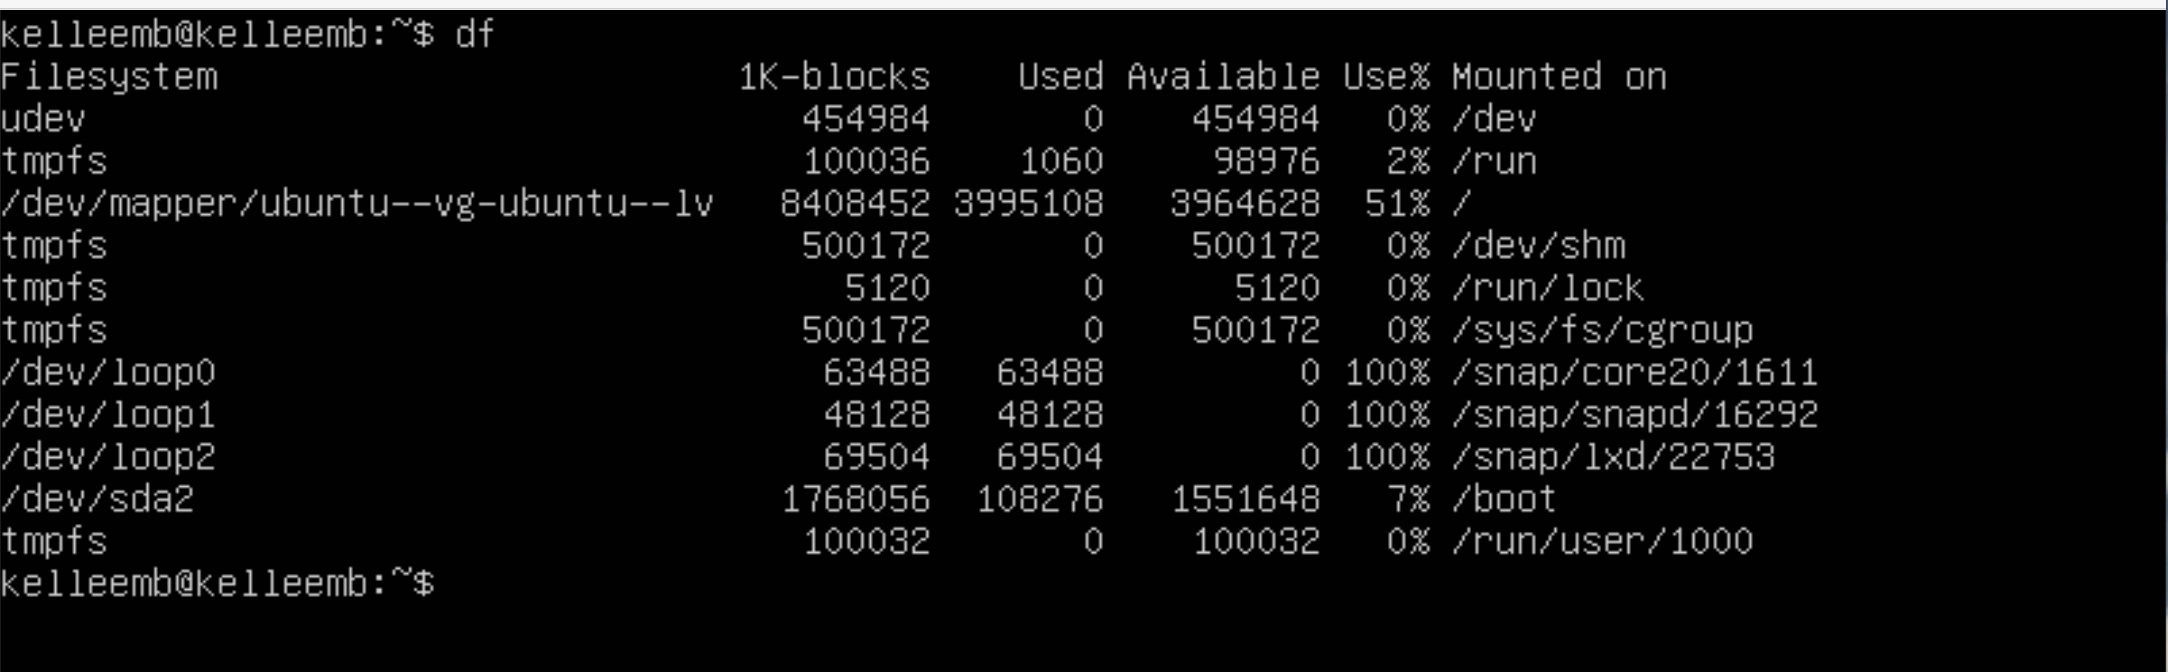 kelleemb@kelleemb:~$ df
Filesystem                        1K-blocks    Used Available Use% Mounted on
udev                                 454984       0    454984   0% /dev
tmpfs                                100036    1060     98976   2% /run
/dev/mapper/ubuntu--vg-ubuntu--lv   8408452 3995108   3964628  51% /
tmpfs                                500172       0    500172   0% /dev/shm
tmpfs                                  5120       0      5120   0% /run/lock
tmpfs                                500172       0    500172   0% /sys/fs/cgroup
/dev/loop0                            63488   63488         0 100% /snap/core20/1611
/dev/loop1                            48128   48128         0 100% /snap/snapd/16292
/dev/loop2                            69504   69504         0 100% /snap/lxd/22753
/dev/sda2                           1768056  108276   1551648   7% /boot
tmpfs                                100032       0    100032   0% /run/user/1000
kelleemb@kelleemb:~$